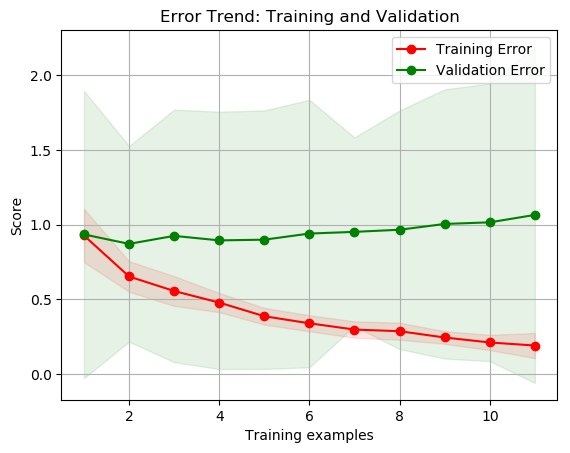 Error Trend: Training and Validation
Training Error
Validation Error
2.0
1.5
1.0
0.5
0.0
Score
2 4 6 8 10
Training examples